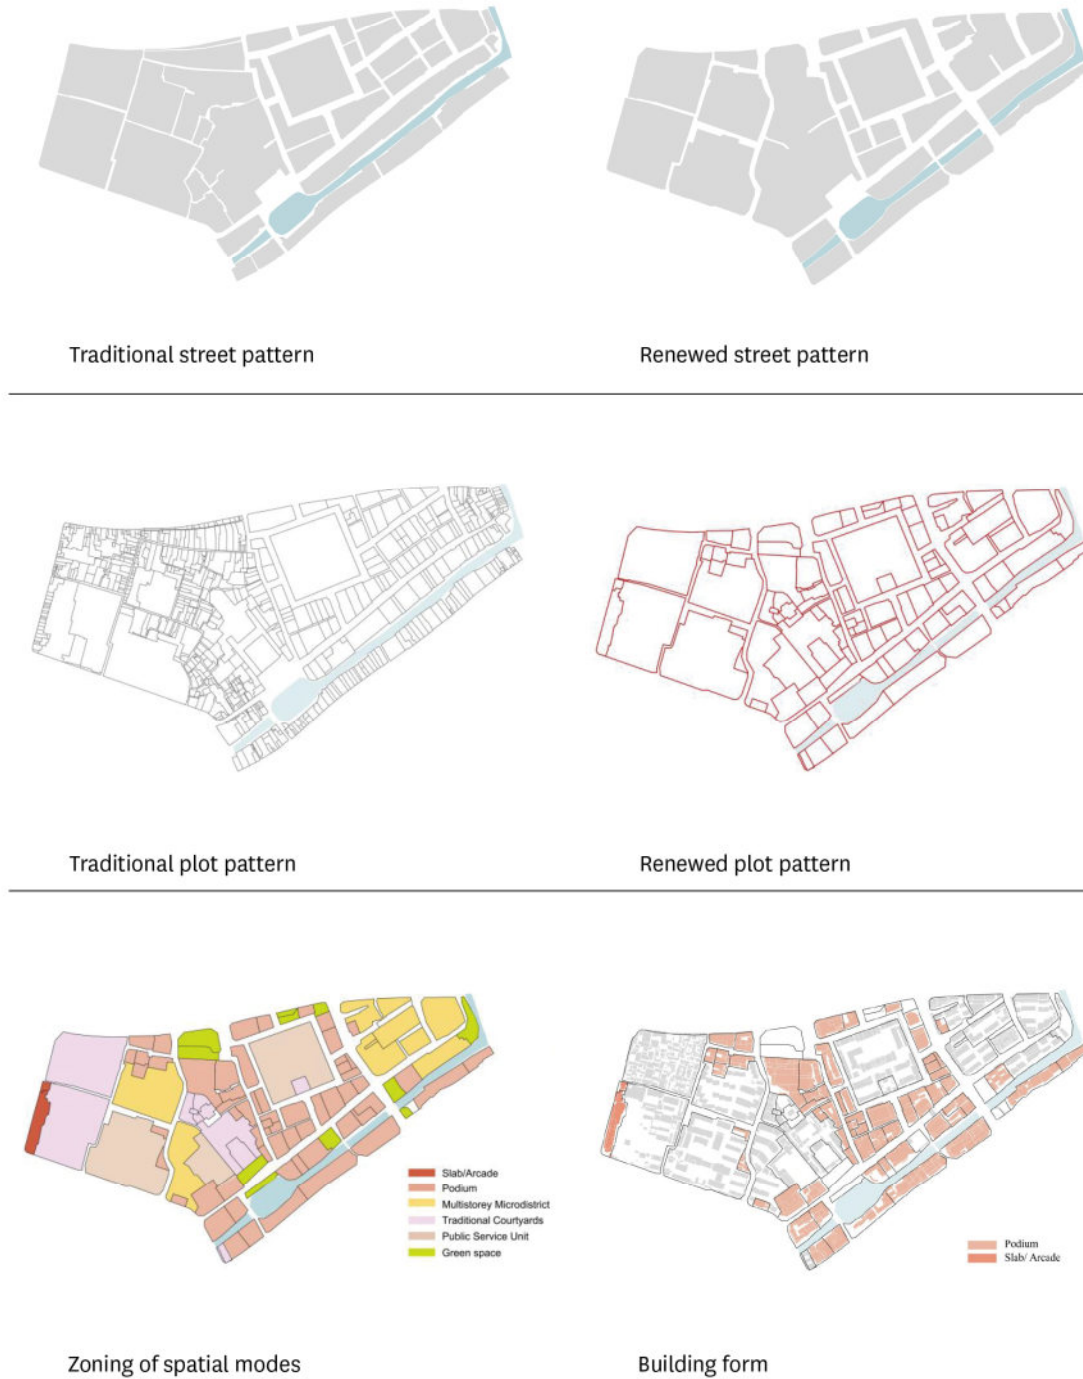 Traditional street pattern
Renewed street pattern
Traditional plot pattern
Renewed plot pattern
Slab/Arcade
Podium
Multistorey Microdistrict
Traditional Courtyards
Public Service Unit
Green space
Podium
Slab/ Arcade
Zoning of spatial modes
Building form